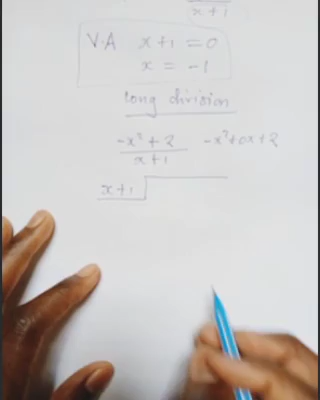 x+1
V.A x+1 = 0
x = -1
long division
-x²+2 -x²+0x+2
x+1
x+1